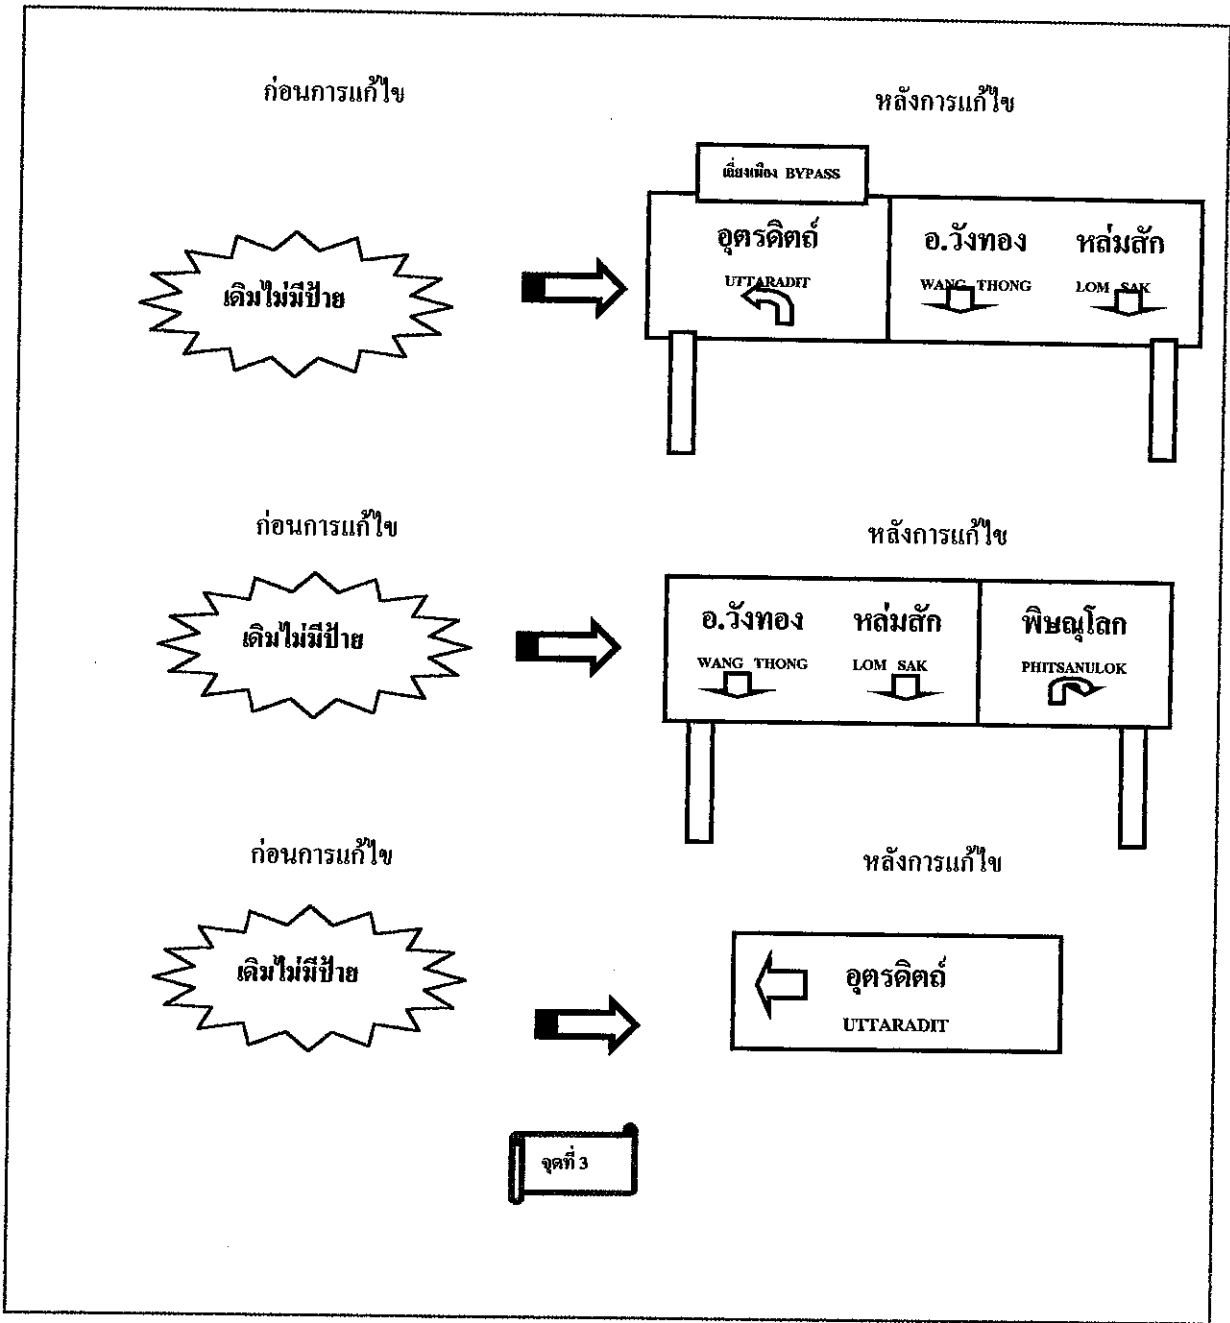 ก่อนการแก้ไข
หลังการแก้ไข
เลี่ยงเมือง BYPASS
เดิมไม่มีป้าย
อุตรดิตถ์
UTTARADIT
อ.วังทอง หล่มสัก
WANG THONG LOM SAK
ก่อนการแก้ไข
หลังการแก้ไข
เดิมไม่มีป้าย
อ.วังทอง หล่มสัก
WANG THONG LOM SAK
พิษณุโลก
PHITSANULOK
ก่อนการแก้ไข
หลังการแก้ไข
เดิมไม่มีป้าย
อุตรดิตถ์
UTTARADIT
จุดที่ 3